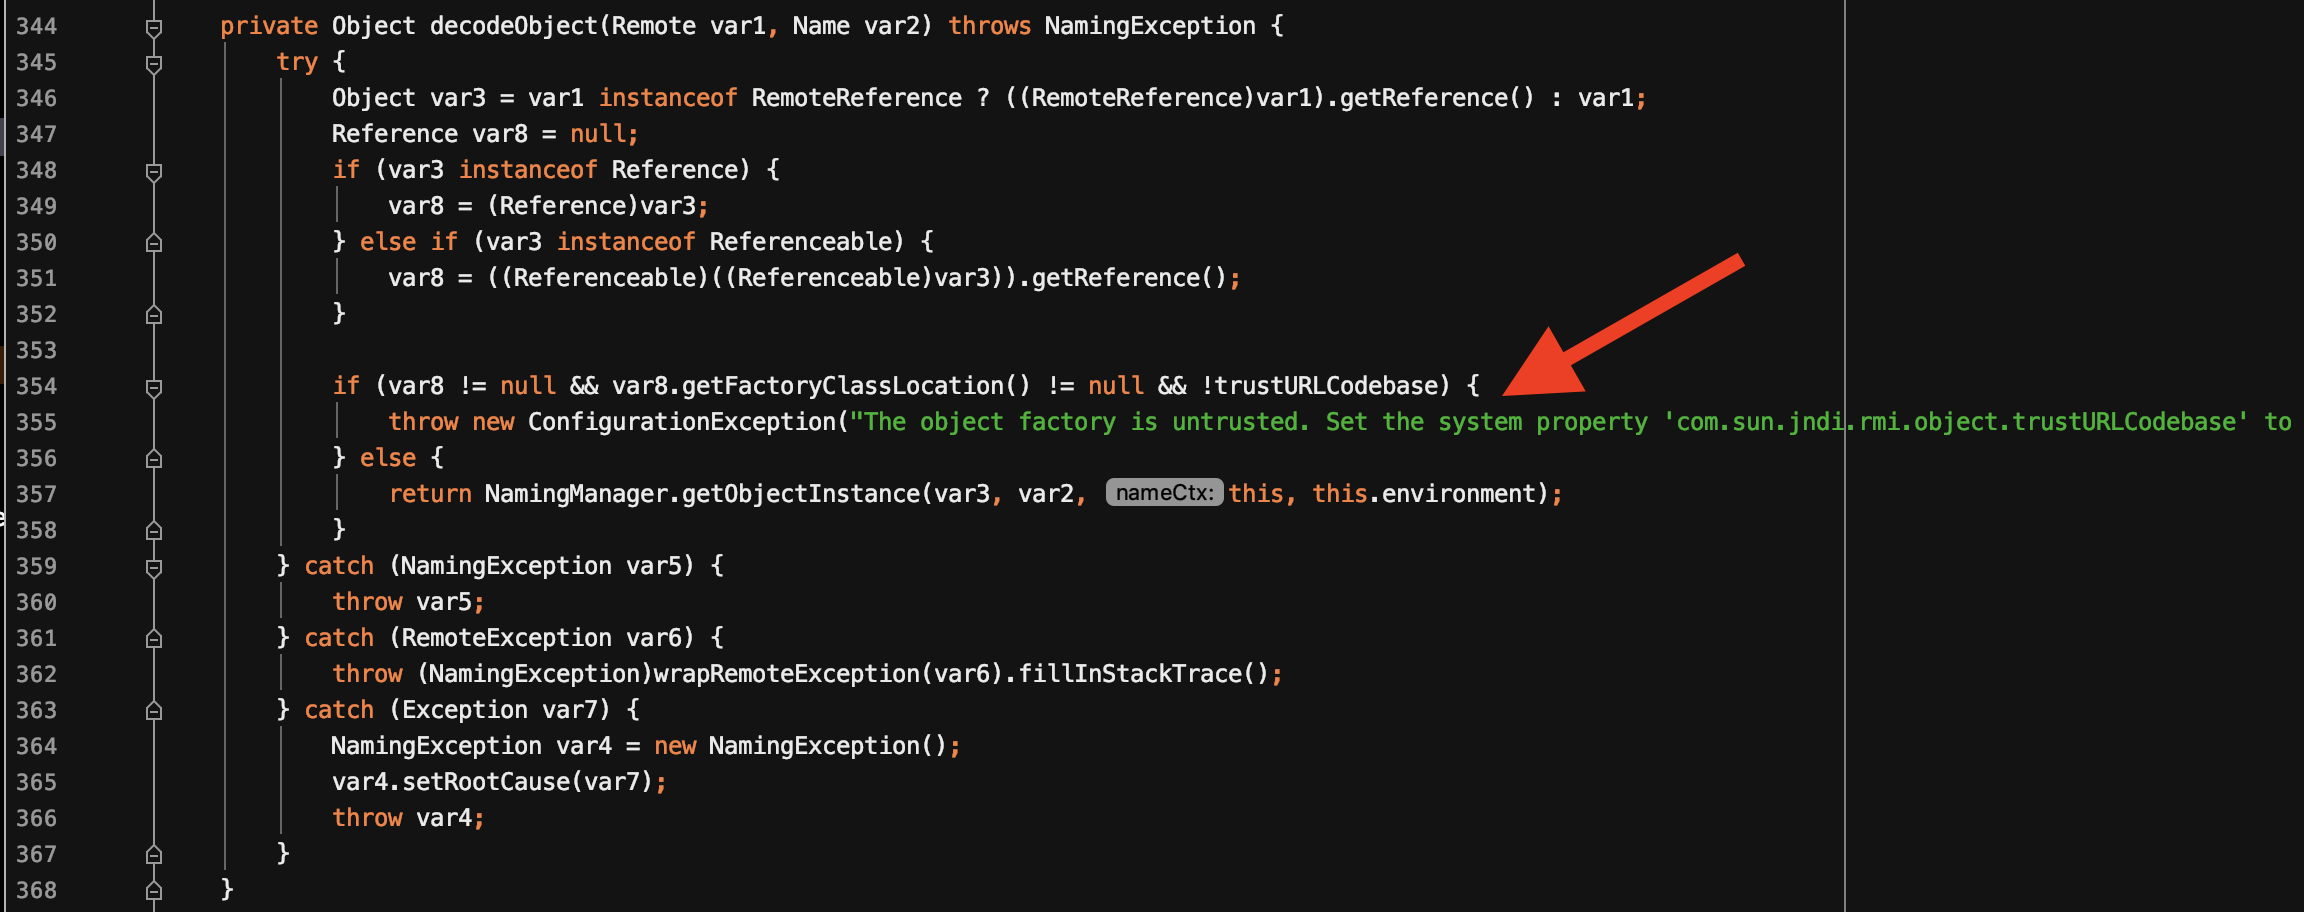 344 private Object decodeObject(Remote var1, Name var2) throws NamingException {
345 try {
346 Object var3 = var1 instanceof RemoteReference ? ((RemoteReference)var1).getReference() : var1;
347 Reference var8 = null;
348 if (var3 instanceof Reference) {
349 var8 = (Reference)var3;
350 } else if (var3 instanceof Referenceable) {
351 var8 = ((Referenceable)((Referenceable)var3)).getReference();
352 }
353
354 if (var8 != null && var8.getFactoryClassLocation() != null && !trustURLCodebase) {
355 throw new ConfigurationException("The object factory is untrusted. Set the system property 'com.sun.jndi.rmi.object.trustURLCodebase' to
356 } else {
357 return NamingManager.getObjectInstance(var3, var2, nameCtx: this, this.environment);
358 }
359 } catch (NamingException var5) {
360 throw var5;
361 } catch (RemoteException var6) {
362 throw (NamingException)wrapRemoteException(var6).fillInStackTrace();
363 } catch (Exception var7) {
364 NamingException var4 = new NamingException();
365 var4.setRootCause(var7);
366 throw var4;
367 }
368 }